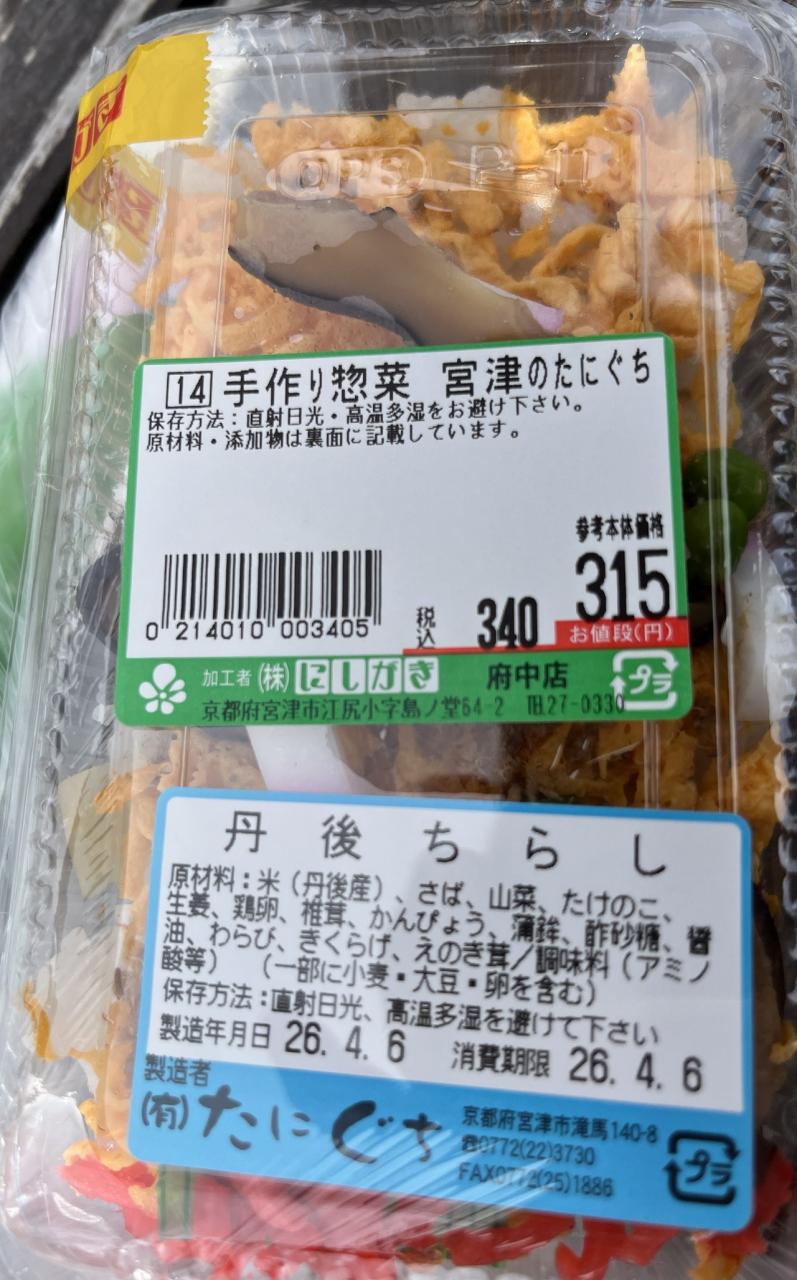 OPS P-11
14 手作り惣菜 宮津のたにぐち
保存方法：直射日光・高温多湿をお避け下さい。
原材料・添加物は裏面に記載しています。
参考本体価格
315
税込 340 お値段(円)
0 214010 003405
加工者 (株) にしがき 府中店 プラ
京都府宮津市江尻小字島ノ堂64-2 TEL27-0330
丹後ちらし
原材料：米（丹後産）、さば、山菜、たけのこ、
生姜、鶏卵、椎茸、かんぴょう、蒲鉾、酢砂糖、醤
油、わらび、きくらげ、えのき茸／調味料（アミノ
酸等） （一部に小麦・大豆・卵を含む）
保存方法：直射日光、高温多湿を避けて下さい
製造年月日 26. 4. 6 消費期限 26. 4. 6
製造者
(有) たにぐち
京都府宮津市滝馬140-8
☎0772(22)3730
FAX0772(25)1886
プラ